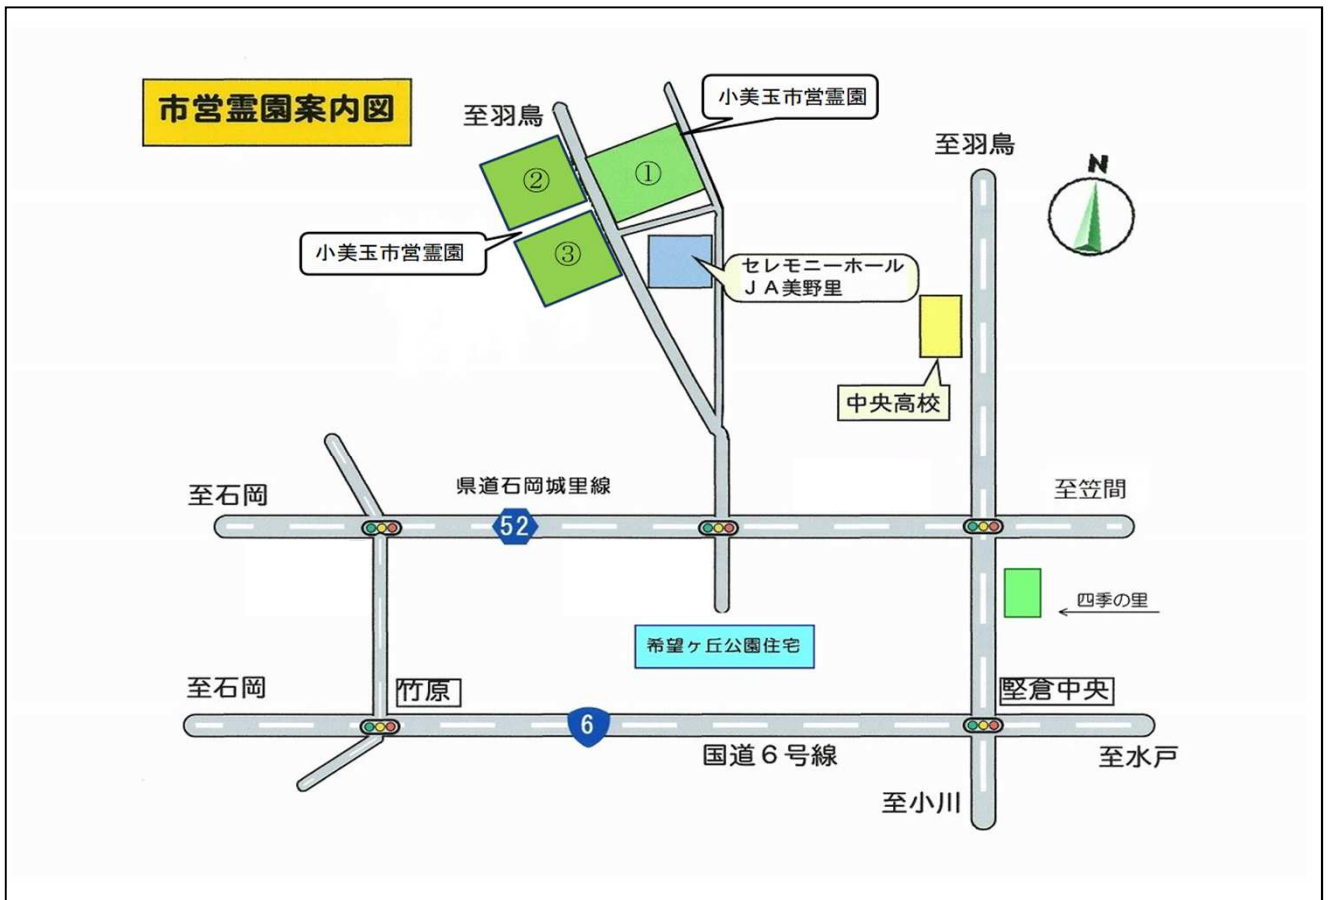 市営霊園案内図
至羽鳥
小美玉市営霊園
至羽鳥
N
①
②
③
小美玉市営霊園
セレモニーホール
ＪＡ美野里
中央高校
至石岡
県道石岡城里線
至笠間
52
四季の里
希望ヶ丘公園住宅
至石岡
竹原
堅倉中央
6
国道６号線
至水戸
至小川